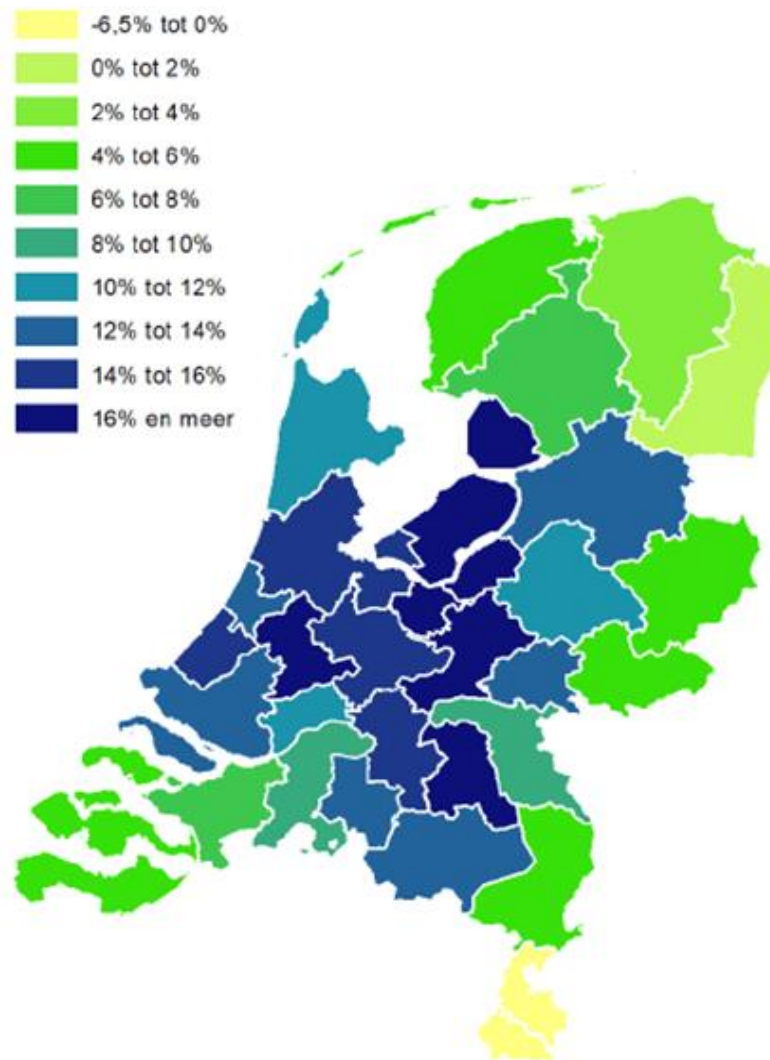 -6,5% tot 0%
0% tot 2%
2% tot 4%
4% tot 6%
6% tot 8%
8% tot 10%
10% tot 12%
12% tot 14%
14% tot 16%
16% en meer